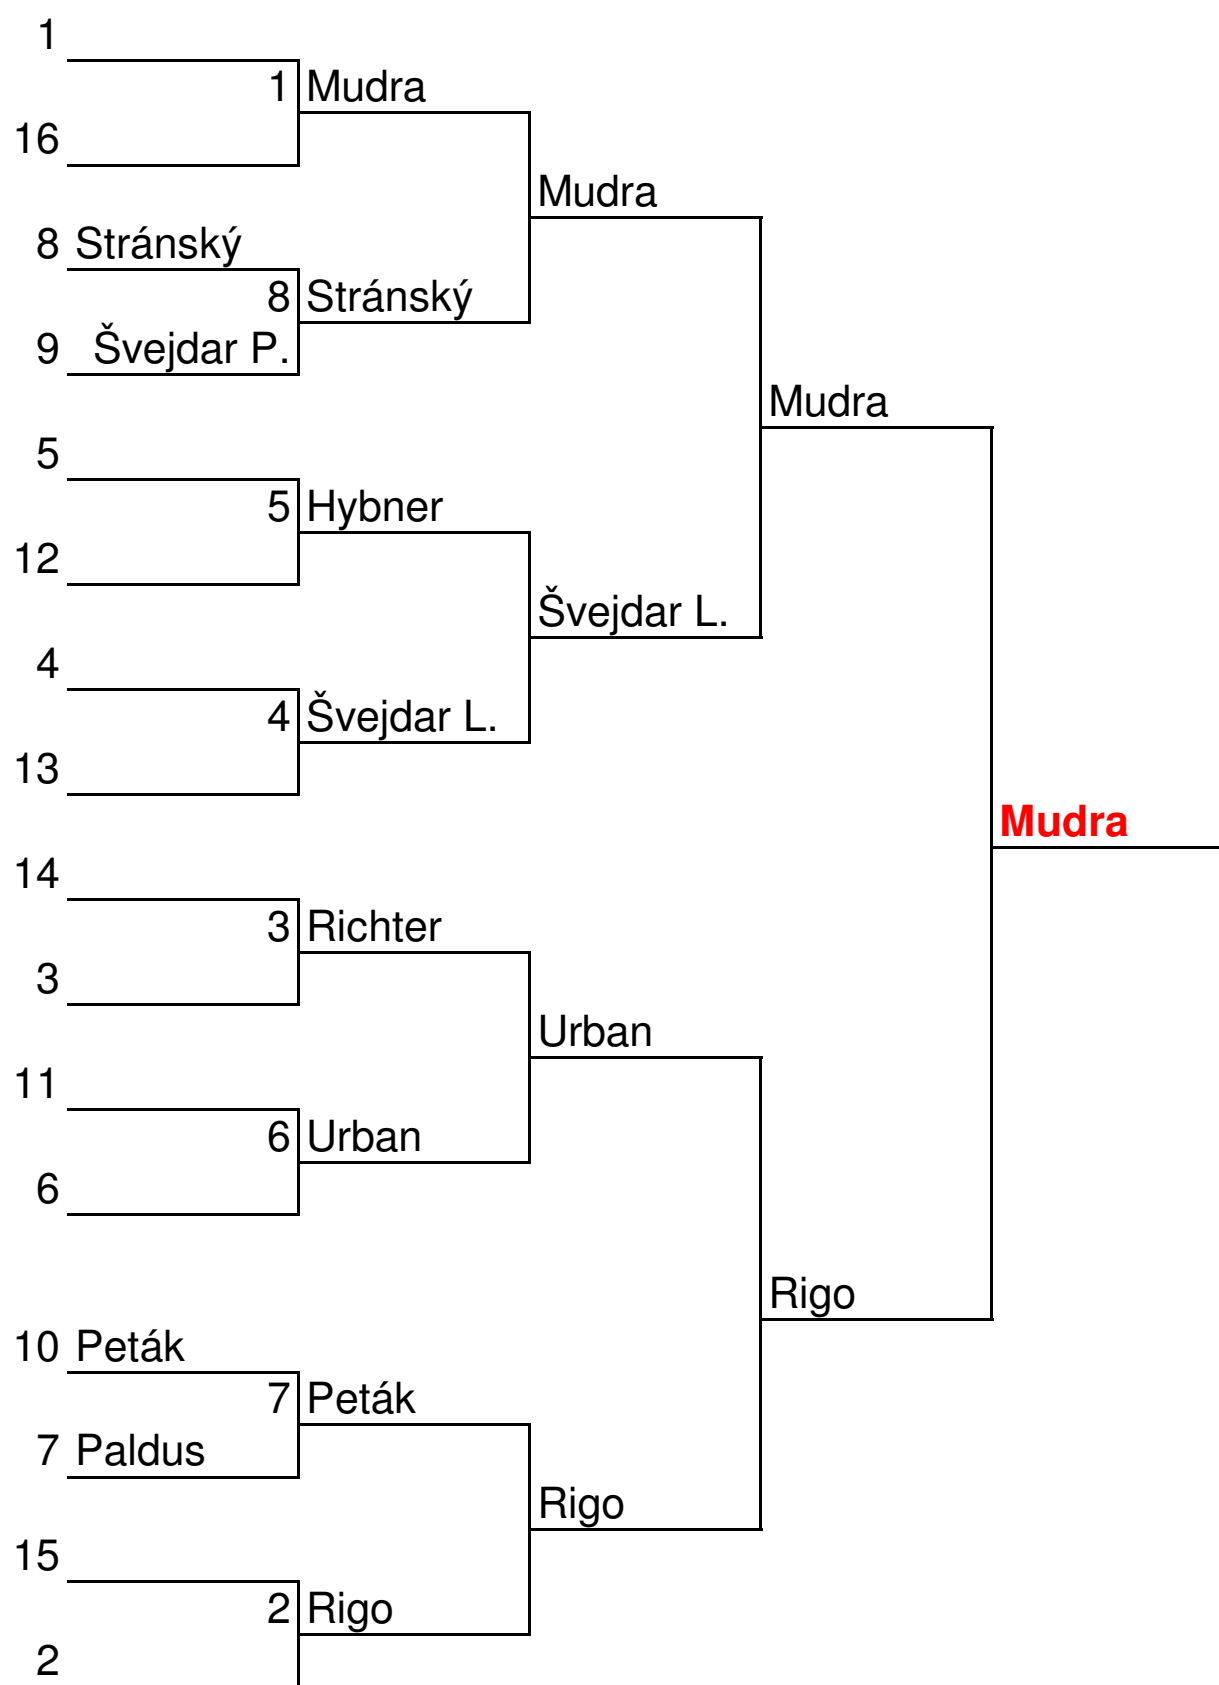 1
1 Mudra
16
Mudra
8 Stránský
8 Stránský
9 Švejdar P.
Mudra
5
5 Hybner
12
Švejdar L.
4
4 Švejdar L.
13
Mudra
14
3 Richter
3
Urban
11
6 Urban
6
Rigo
10 Peták
7 Peták
7 Paldus
Rigo
15
2 Rigo
2